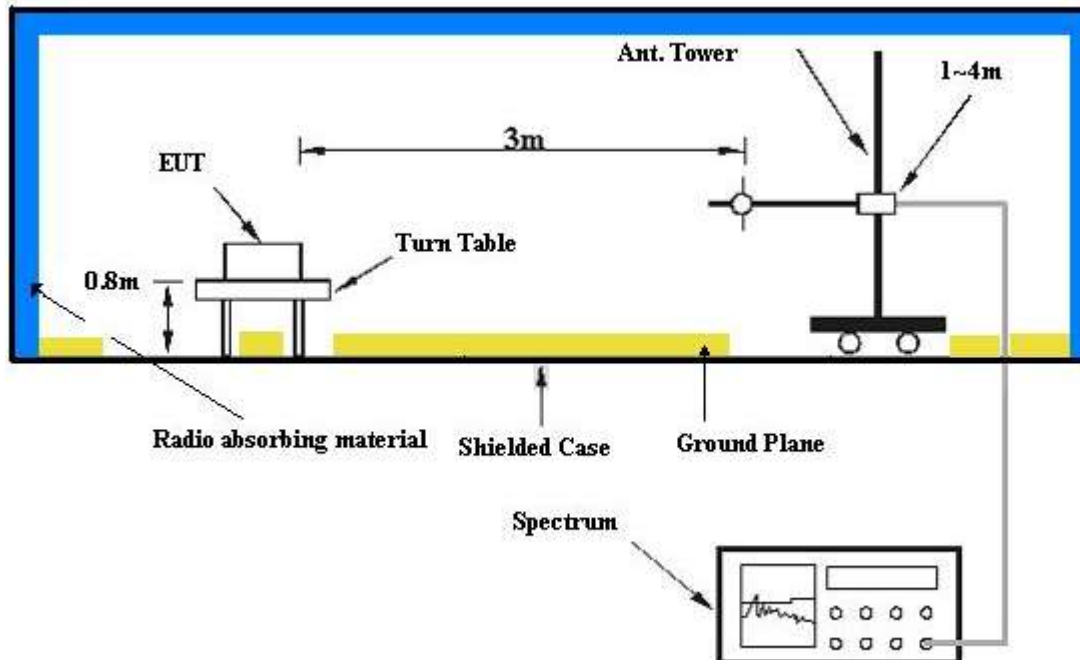 Ant. Tower
1~4m
3m
EUT
Turn Table
0.8m
Radio absorbing material
Shielded Case
Ground Plane
Spectrum